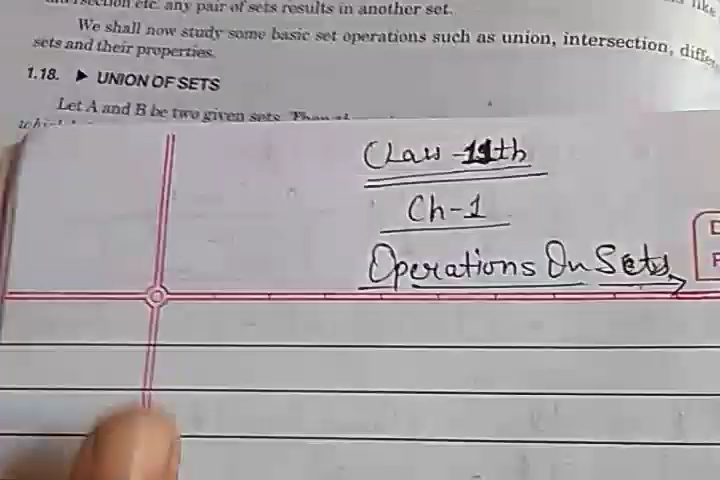 etc. any pair of sets results in another set.
We shall now study some basic set operations such as union, intersection,
sets and their properties.
1.18. ► UNION OF SETS
Let A and B be two given sets.
Class - 11th
Ch-1
Operations On Sets